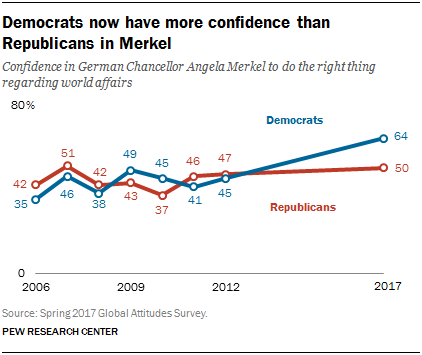 Democrats now have more confidence than
Republicans in Merkel
Confidence in German Chancellor Angela Merkel to do the right thing
regarding world affairs
80%
Democrats
64
51
49
46
47
42
42
45
50
35
46
38
43
37
41
45
Republicans
0
2006
2009
2012
2017
Source: Spring 2017 Global Attitudes Survey.
PEW RESEARCH CENTER